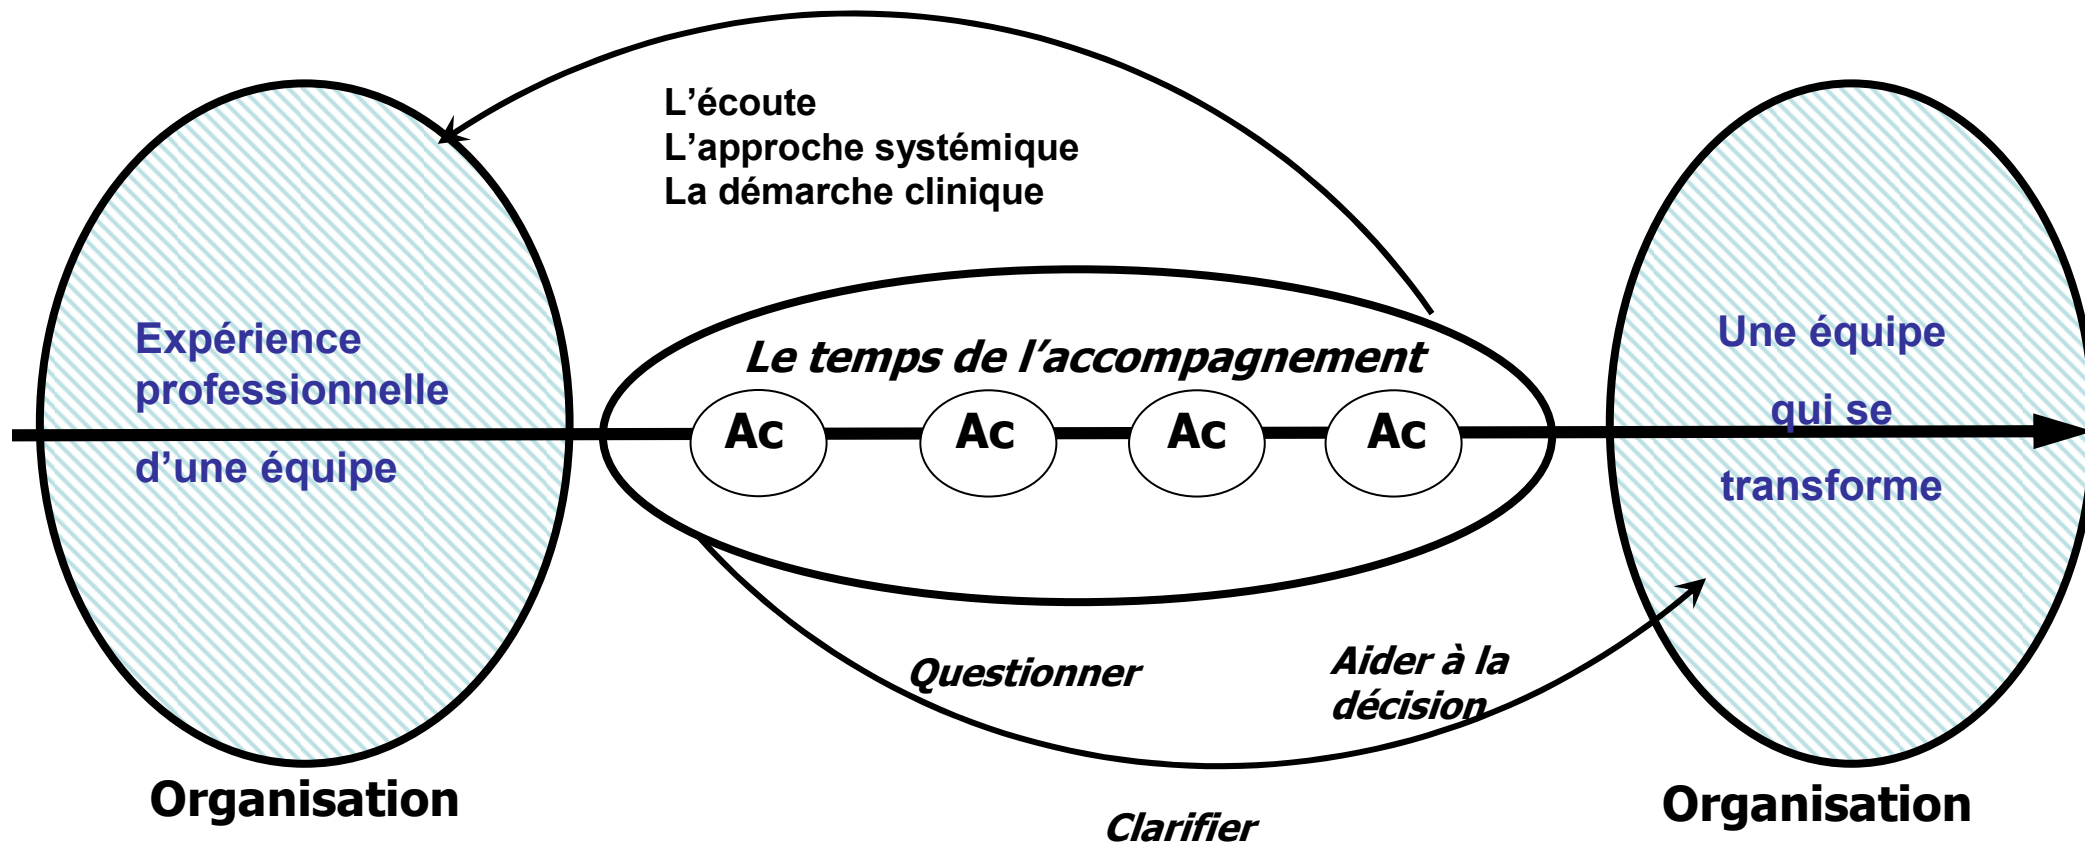 L’écoute
L’approche systémique
La démarche clinique
Expérience
professionnelle
d’une équipe
Le temps de l’accompagnement
Ac
Ac
Ac
Ac
Une équipe
qui se
transforme
Questionner
Aider à la
décision
Clarifier
Organisation
Organisation